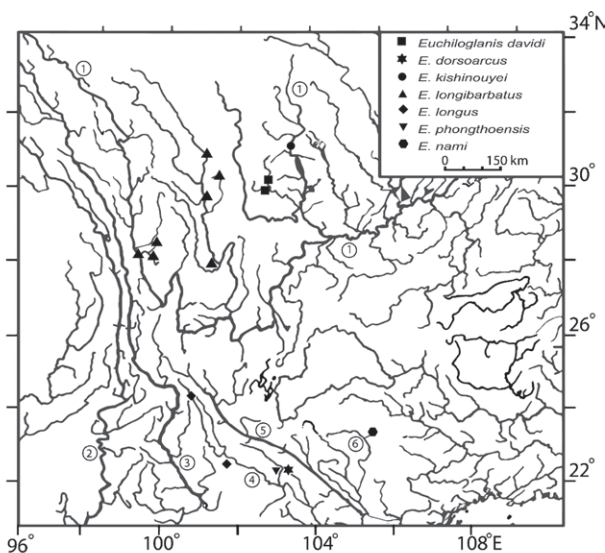 34°N
Euchiloglanis davidi
E. dorsoarcus
E. kishinouyei
E. longibarbatus
E. longus
E. phongthoensis
E. nami
0 150 km
1
1
30
1
26
5
6
2
3
4
22
96° 100 104 108°E